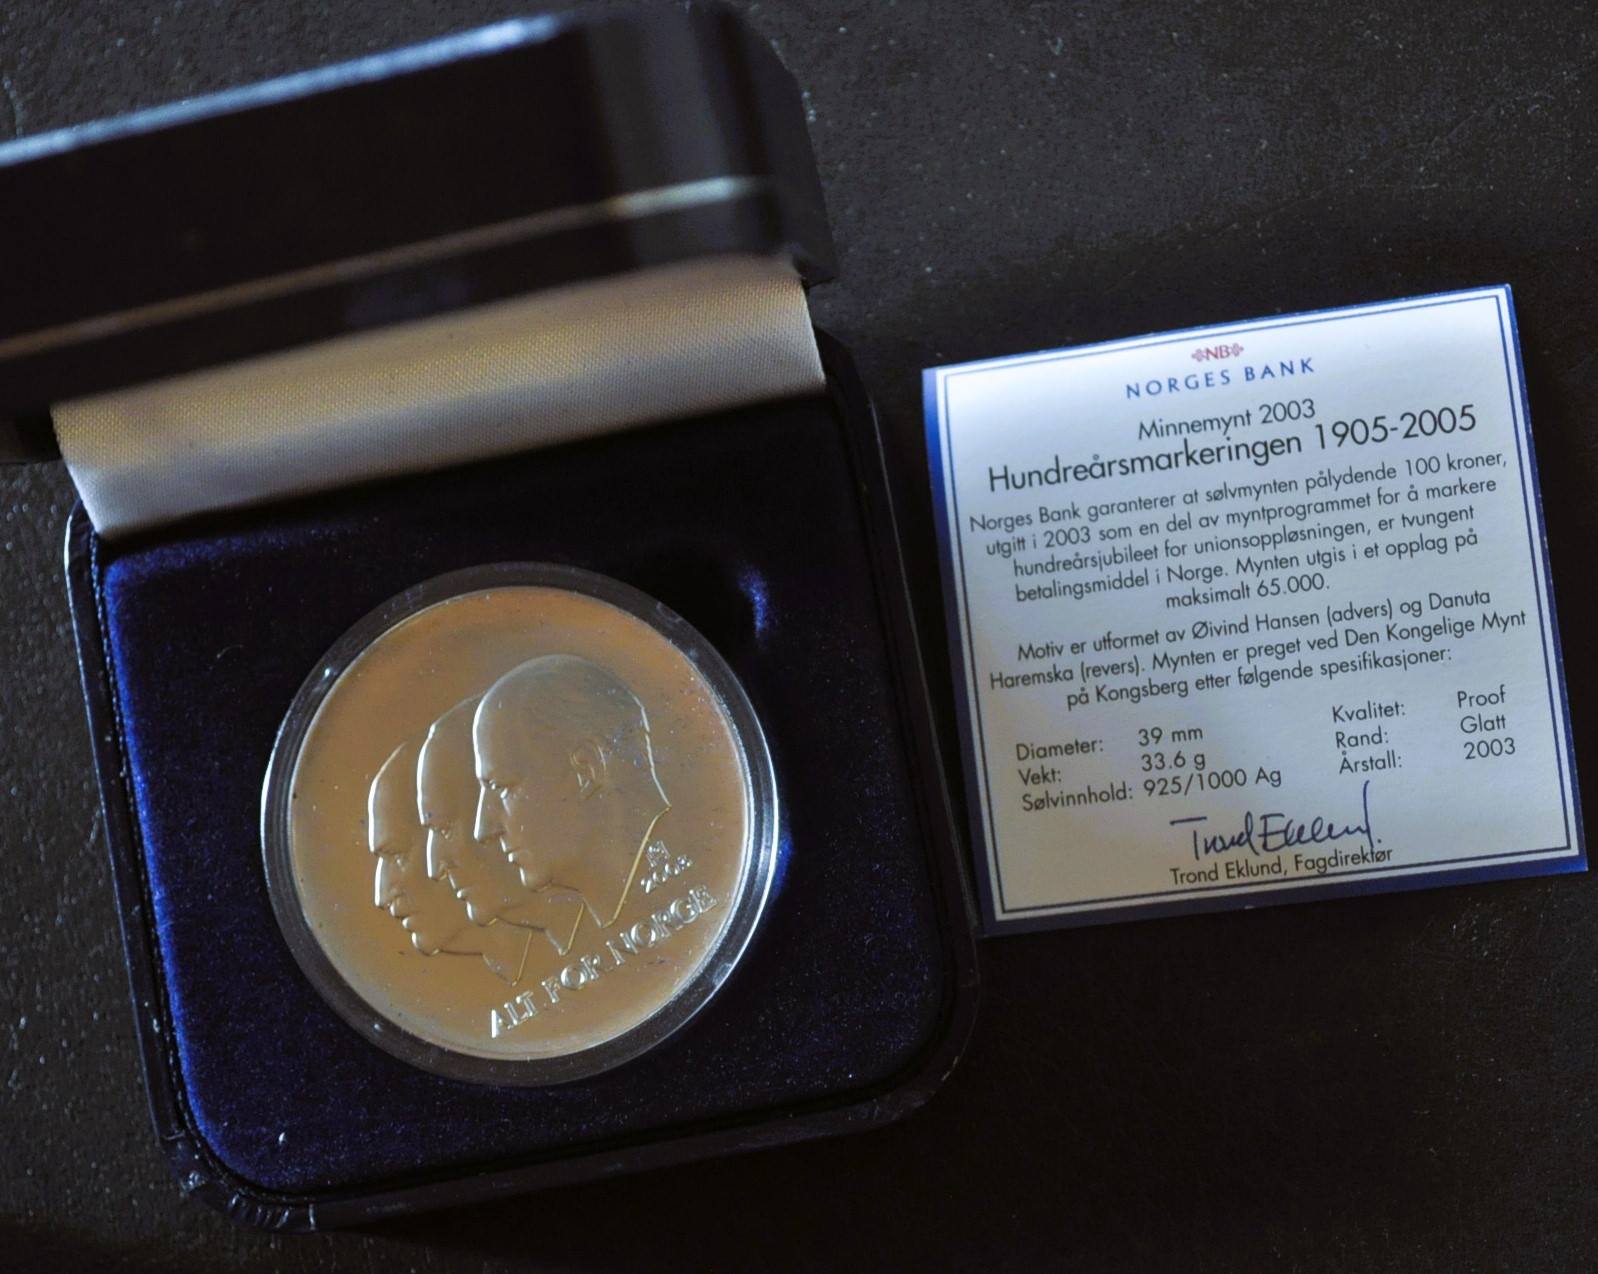 ALT FOR NORGE
2003
NB
NORGES BANK
Minnemynt 2003
Hundreårsmarkeringen 1905-2005
Norges Bank garanterer at sølvmynten pålydende 100 kroner,
utgitt i 2003 som en del av myntprogrammet for å markere
hundreårsjubileet for unionsoppløsningen, er tvungent
betalingsmiddel i Norge. Mynten utgis i et opplag på
maksimalt 65.000.
Motiv er utformet av Øivind Hansen (advers) og Danuta
Haremska (revers). Mynten er preget ved Den Kongelige Mynt
på Kongsberg etter følgende spesifikasjoner:
Diameter: 39 mm Kvalitet: Proof
Vekt: 33.6 g Rand: Glatt
Sølvinnhold: 925/1000 Ag Årstall: 2003
Trond Eklund
Trond Eklund, Fagdirektør